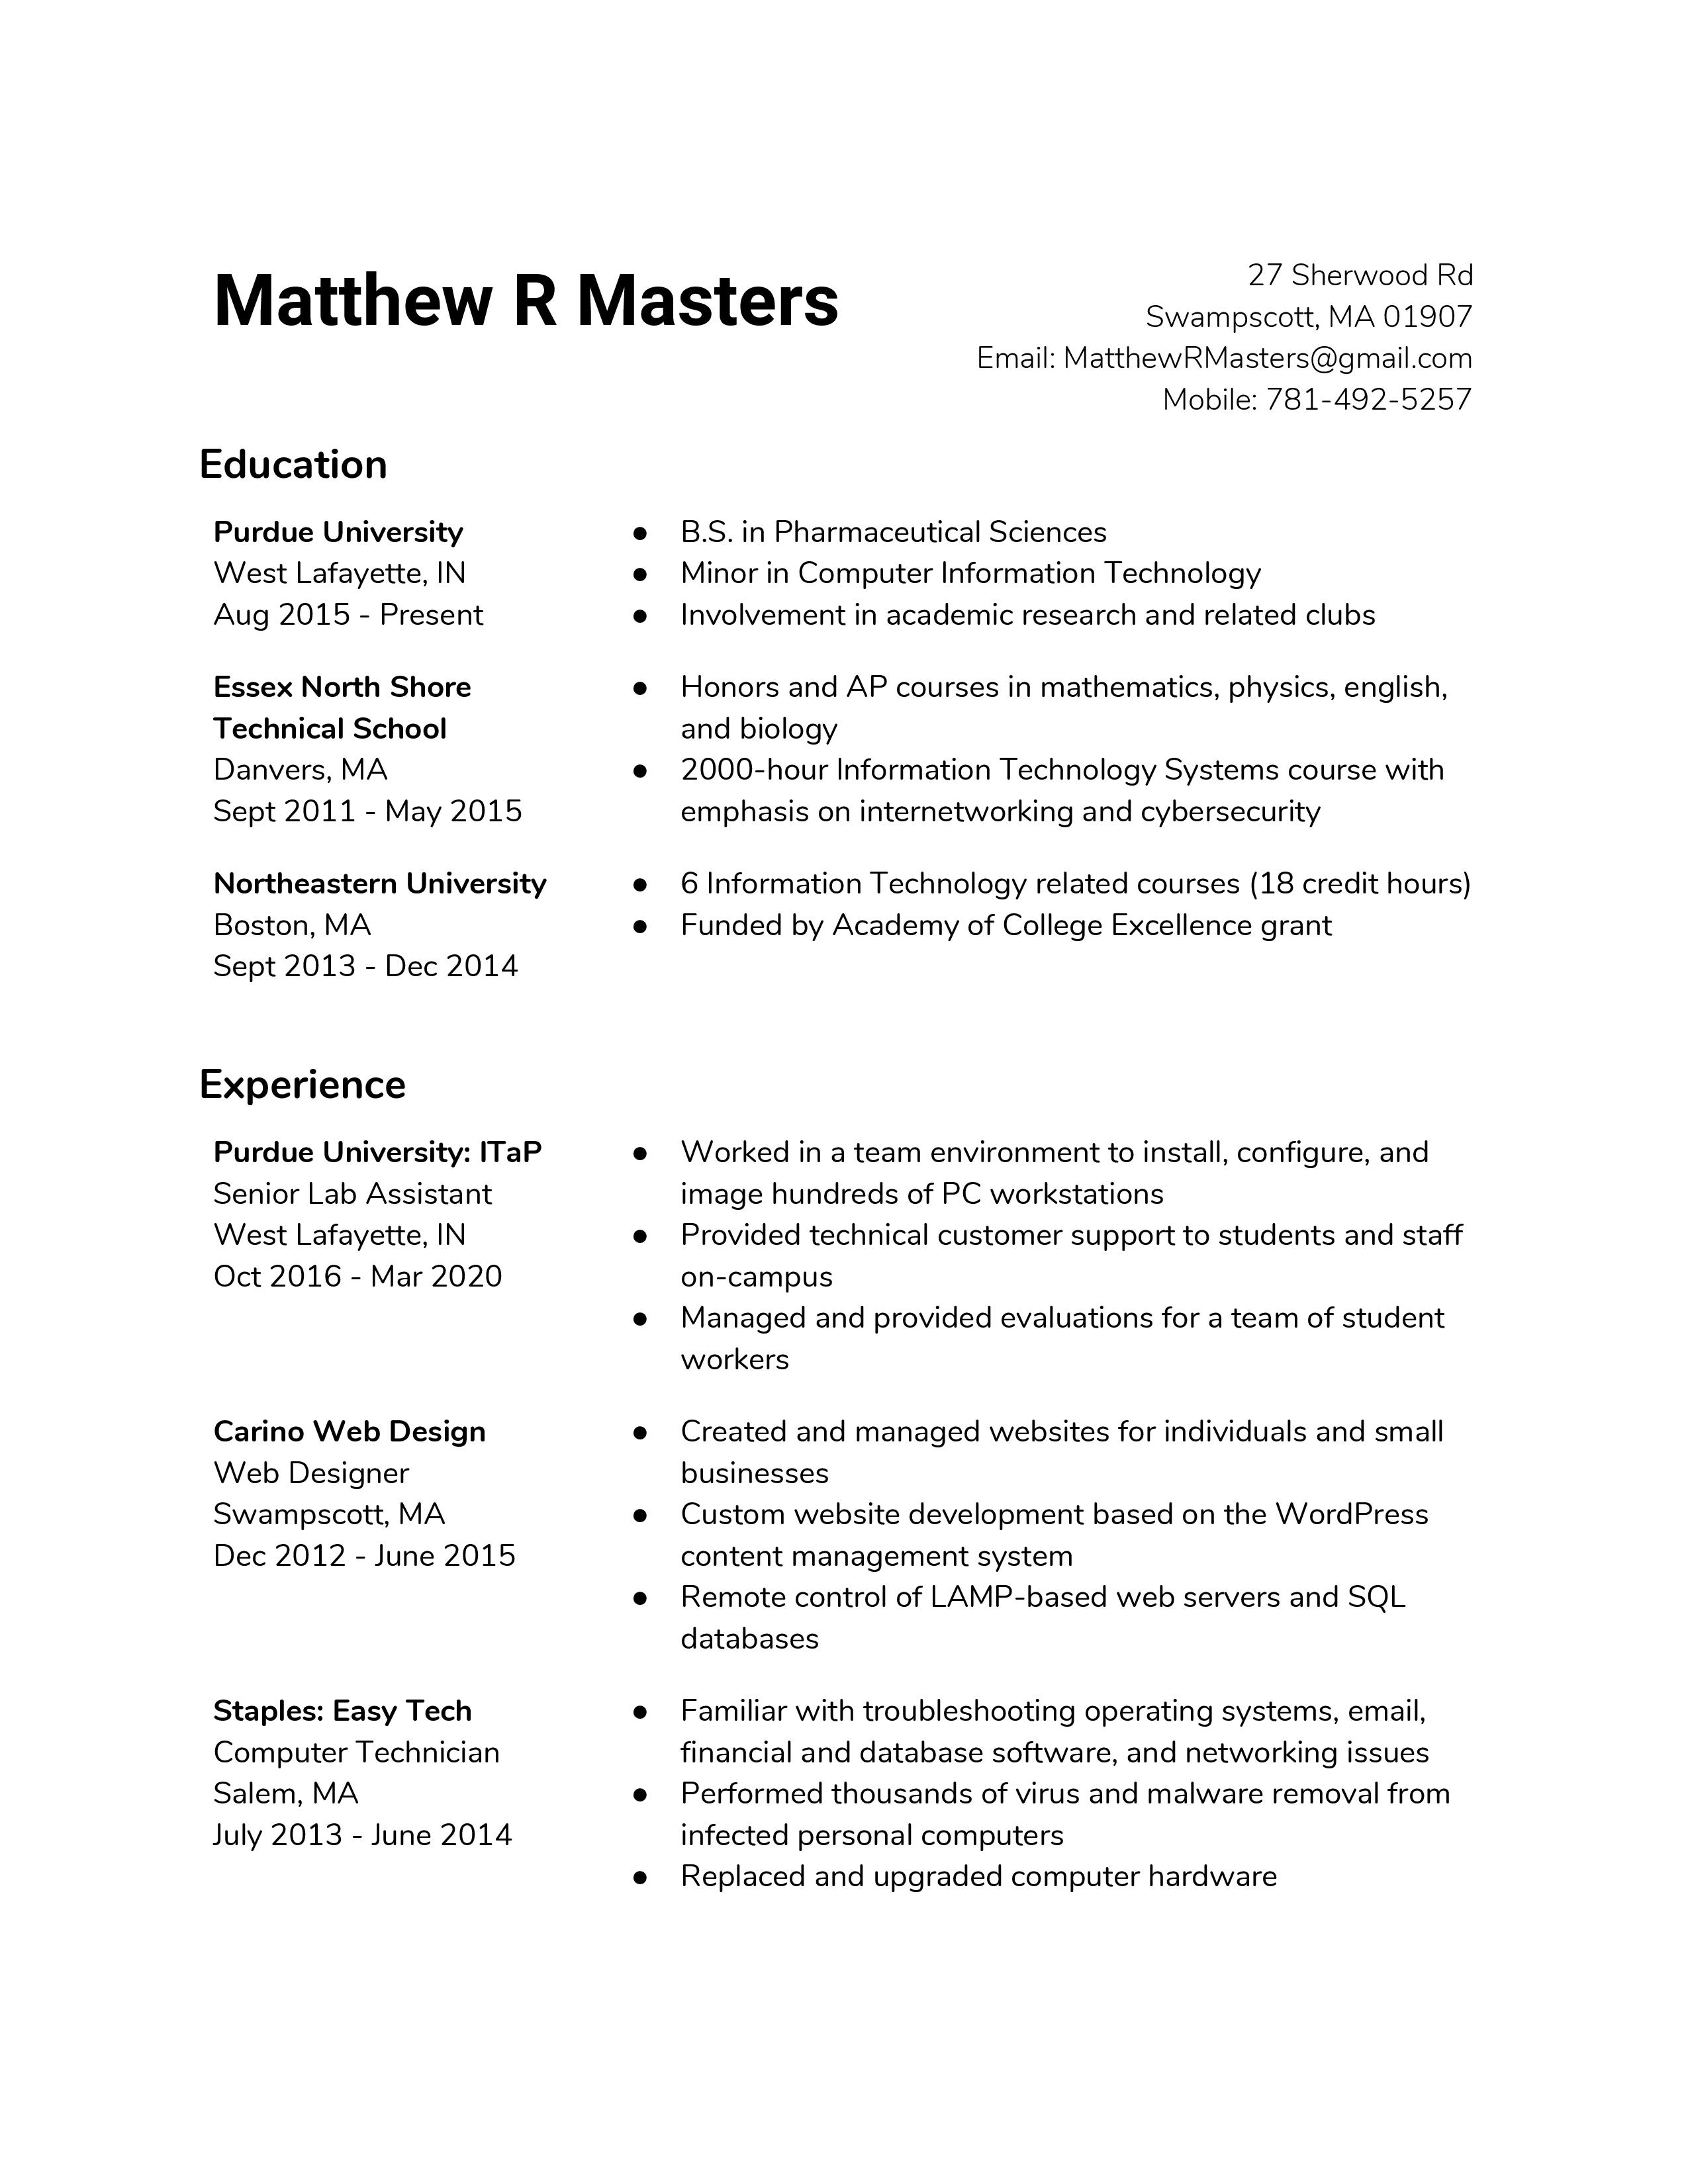 Matthew R Masters
27 Sherwood Rd
Swampscott, MA 01907
Email: MatthewRMasters@gmail.com
Mobile: 781-492-5257
Education
Purdue University
West Lafayette, IN
Aug 2015 - Present
● B.S. in Pharmaceutical Sciences
● Minor in Computer Information Technology
● Involvement in academic research and related clubs
Essex North Shore
Technical School
Danvers, MA
Sept 2011 - May 2015
● Honors and AP courses in mathematics, physics, english,
and biology
● 2000-hour Information Technology Systems course with
emphasis on internetworking and cybersecurity
Northeastern University
Boston, MA
Sept 2013 - Dec 2014
● 6 Information Technology related courses (18 credit hours)
● Funded by Academy of College Excellence grant
Experience
Purdue University: ITaP
Senior Lab Assistant
West Lafayette, IN
Oct 2016 - Mar 2020
● Worked in a team environment to install, configure, and
image hundreds of PC workstations
● Provided technical customer support to students and staff
on-campus
● Managed and provided evaluations for a team of student
workers
Carino Web Design
Web Designer
Swampscott, MA
Dec 2012 - June 2015
● Created and managed websites for individuals and small
businesses
● Custom website development based on the WordPress
content management system
● Remote control of LAMP-based web servers and SQL
databases
Staples: Easy Tech
Computer Technician
Salem, MA
July 2013 - June 2014
● Familiar with troubleshooting operating systems, email,
financial and database software, and networking issues
● Performed thousands of virus and malware removal from
infected personal computers
● Replaced and upgraded computer hardware